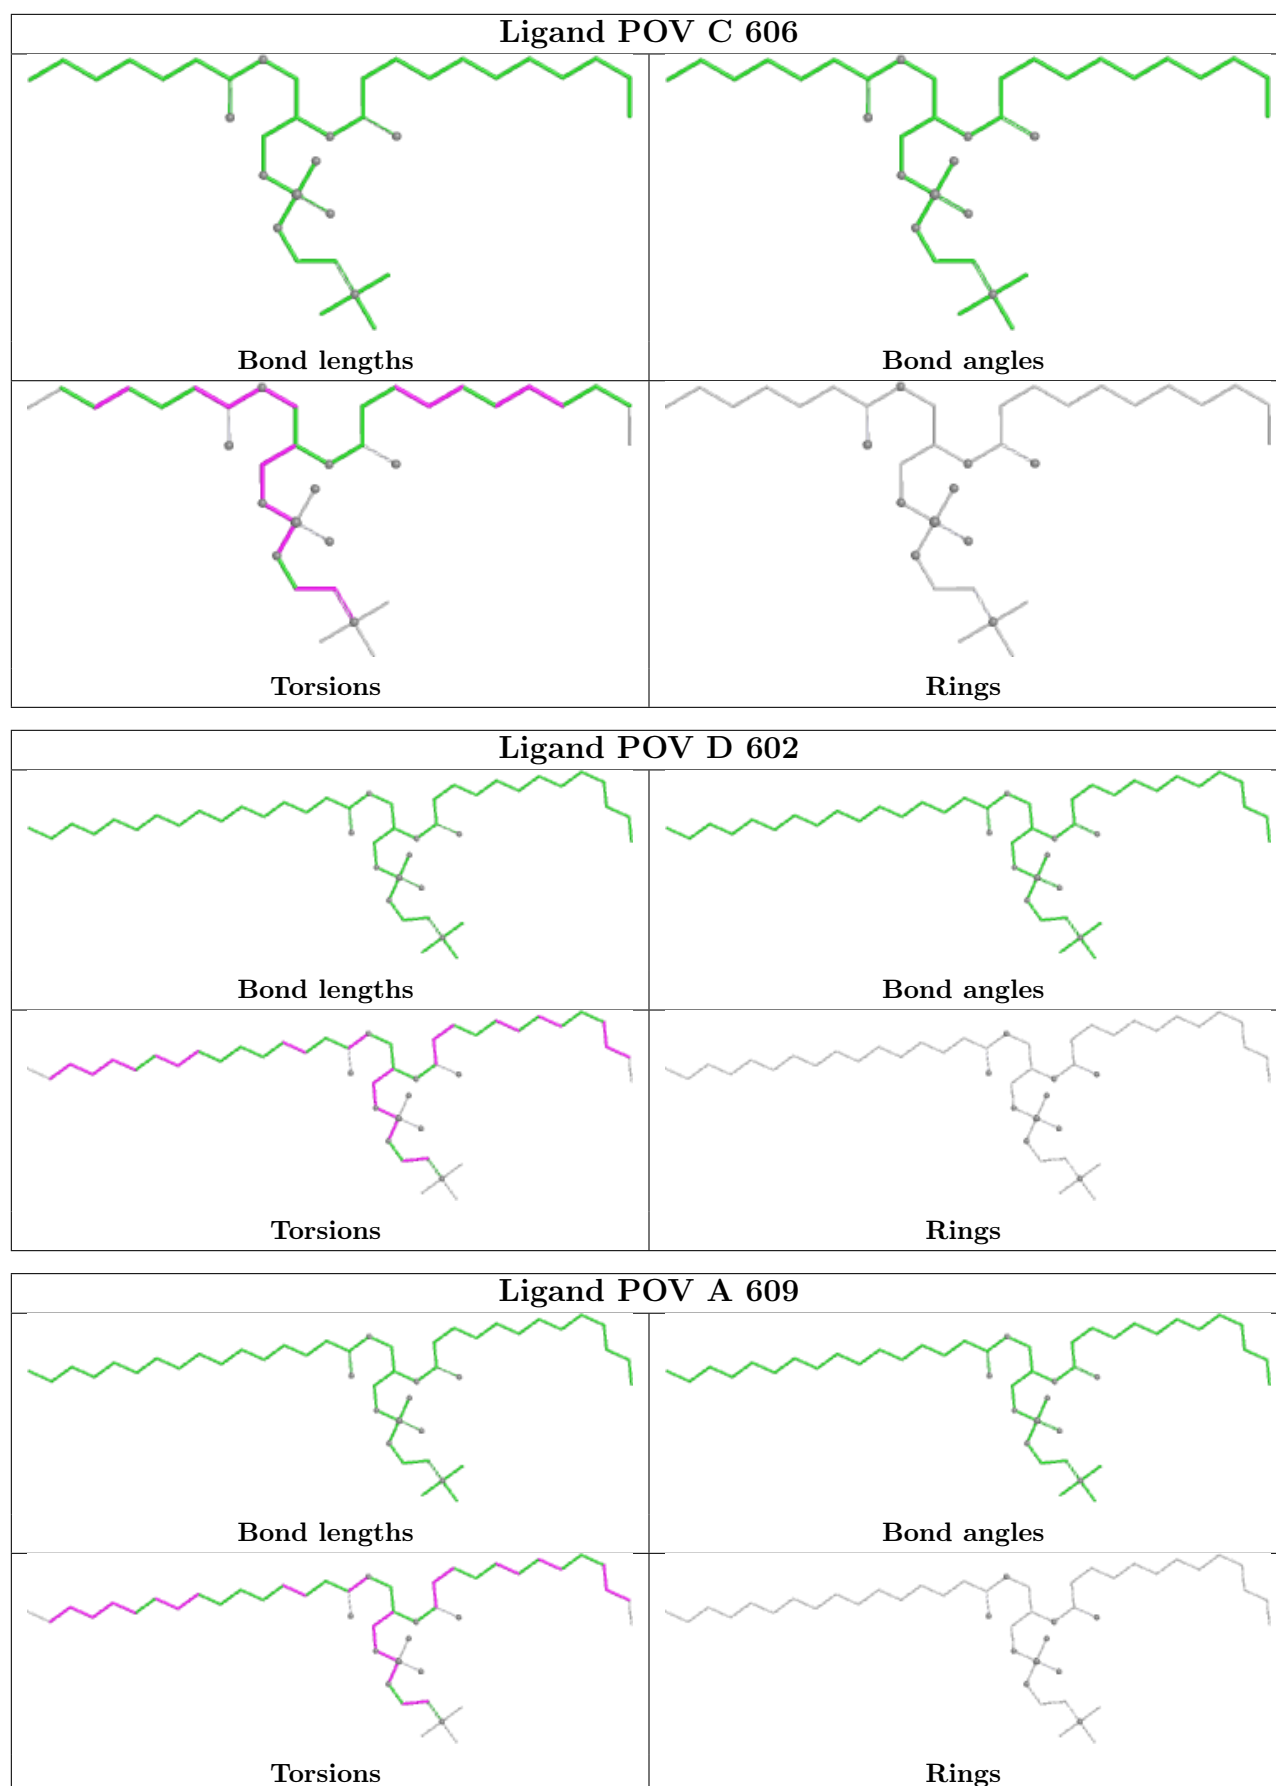 Ligand POV C 606
Bond lengths
Bond angles
Torsions
Rings
Ligand POV D 602
Bond lengths
Bond angles
Torsions
Rings
Ligand POV A 609
Bond lengths
Bond angles
Torsions
Rings